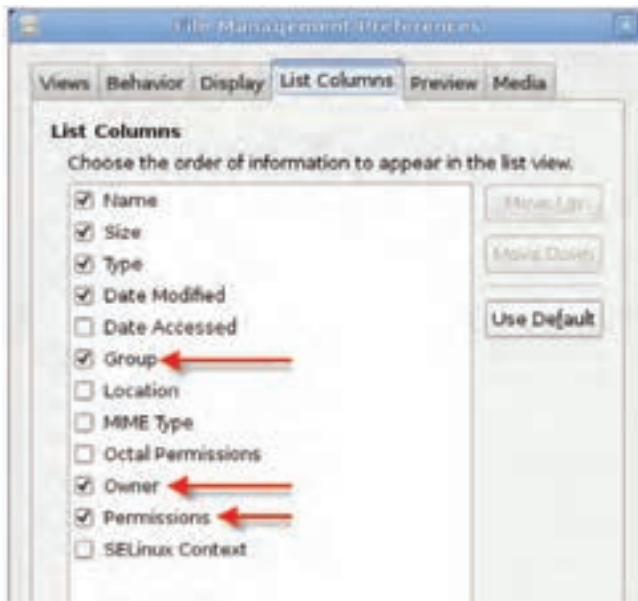 File Management Preferences
Views Behavior Display List Columns Preview Media
List Columns
Choose the order of information to appear in the list view.
Name
Size
Type
Date Modified
Date Accessed
Group
Location
MIME Type
Octal Permissions
Owner
Permissions
SELinux Context
Move Up
Move Down
Use Default